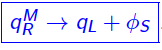 q_R^M → q_L + ϕ_S